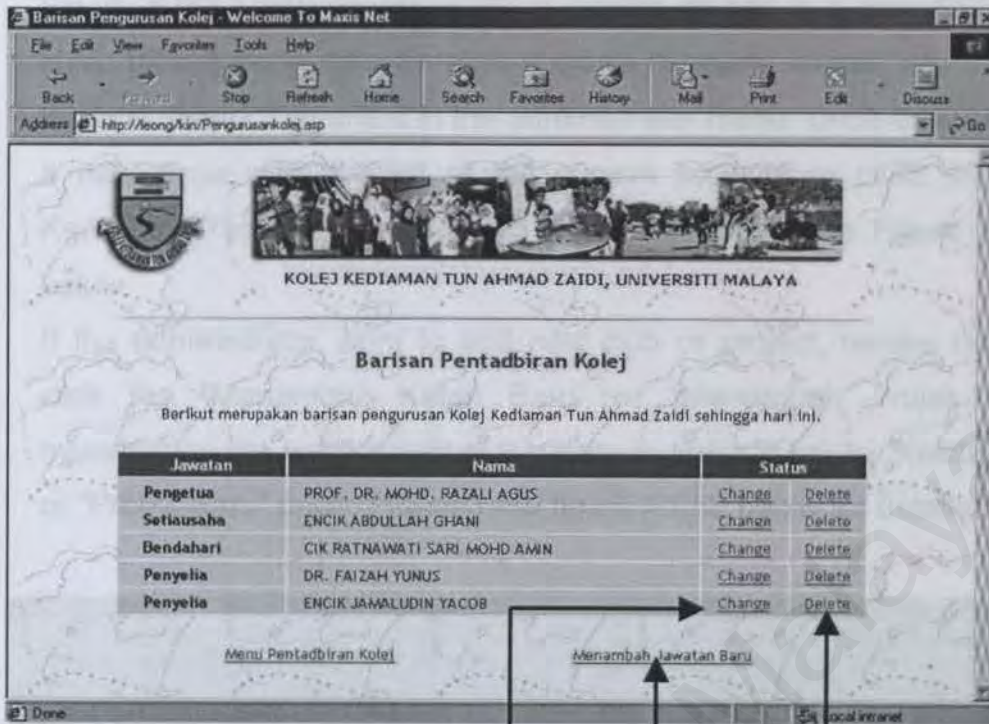 Barisan Pengurusan Kolej - Welcome To Maxis Net
File Edit View Favorites Tools Help
Back Forward Stop Refresh Home Search Favorites History Mail Print Edit Discuss
Address http://leong/kin/Pengurusankolej.asp Go
KOLEJ KEDIAMAN TUN AHMAD ZAIDI, UNIVERSITI MALAYA
Barisan Pentadbiran Kolej
Berikut merupakan barisan pengurusan Kolej Kediaman Tun Ahmad Zaidi sehingga hari ini.
Jawatan Nama Status
Pengetua PROF. DR. MOHD. RAZALI AGUS Change Delete
Setiausaha ENCIK ABDULLAH GHANI Change Delete
Bendahari CIK RATNAWATI SARI MOHD AMIN Change Delete
Penyelia DR. FAIZAH YUNUS Change Delete
Penyelia ENCIK JAMALUDIN YACOB Change Delete
Menu Pentadbiran Kolej Menambah Jawatan Baru
Done Local intranet